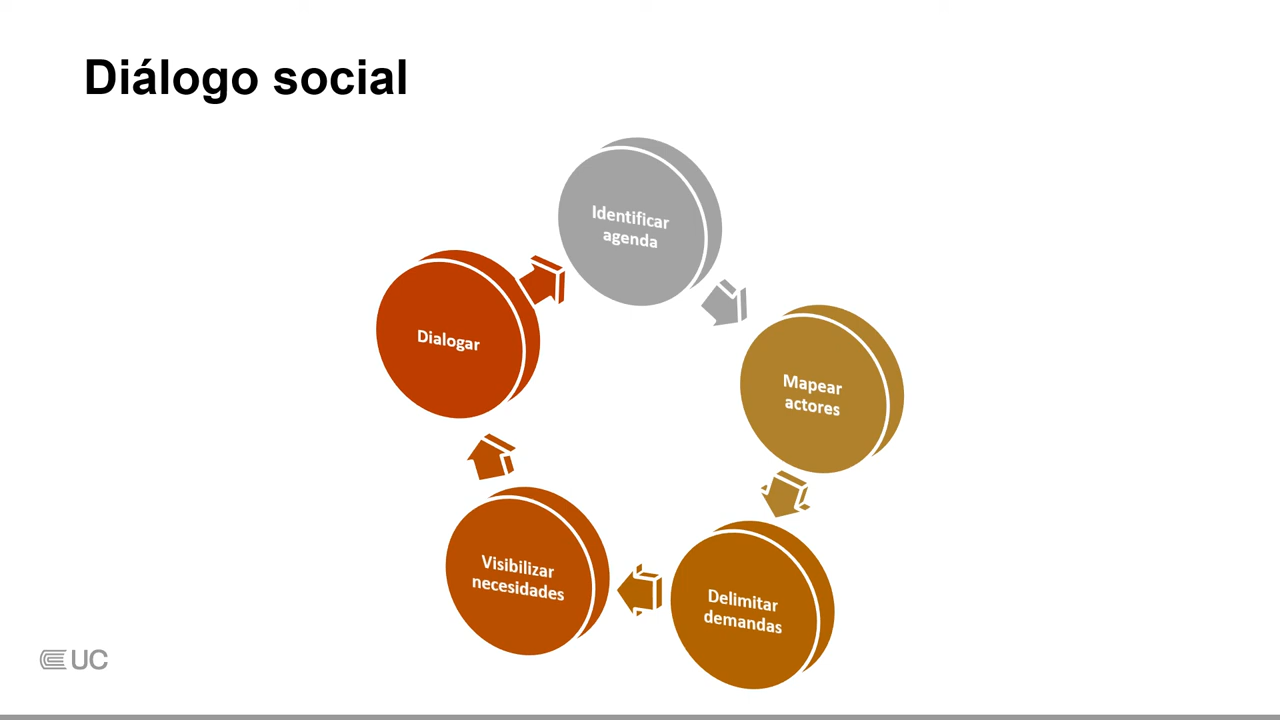 Diálogo social
Identificar
agenda
Mapear
actores
Delimitar
demandas
Visibilizar
necesidades
Dialogar
UC